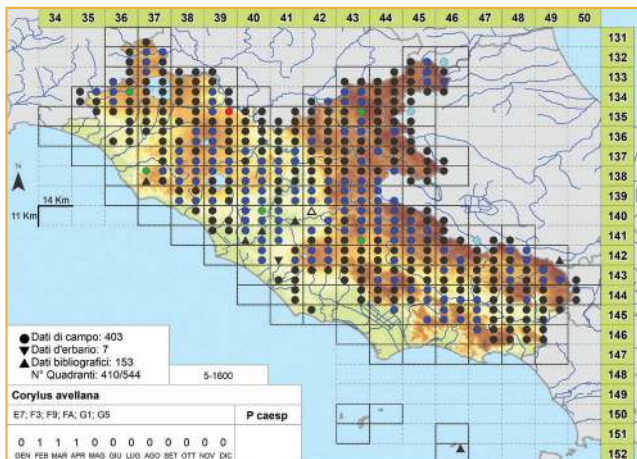 34 35 36 37 38 39 40 41 42 43 44 45 46 47 48 49 50
131
132
133
134
135
136
137
138
139
140
141
142
143
144
145
146
147
148
149
150
151
152
N
14 Km
11 Km
Dati di campo: 403
Dati d'erbario: 7
Dati bibliografici: 153
N° Quadranti: 410/544
5-1600
Corylus avellana
E7; F3; F9; FA; G1; G5
P caesp
0 1 1 1 0 0 0 0 0 0 0 0
GEN FEB MAR APR MAG GIU LUG AGO SET OTT NOV DIC